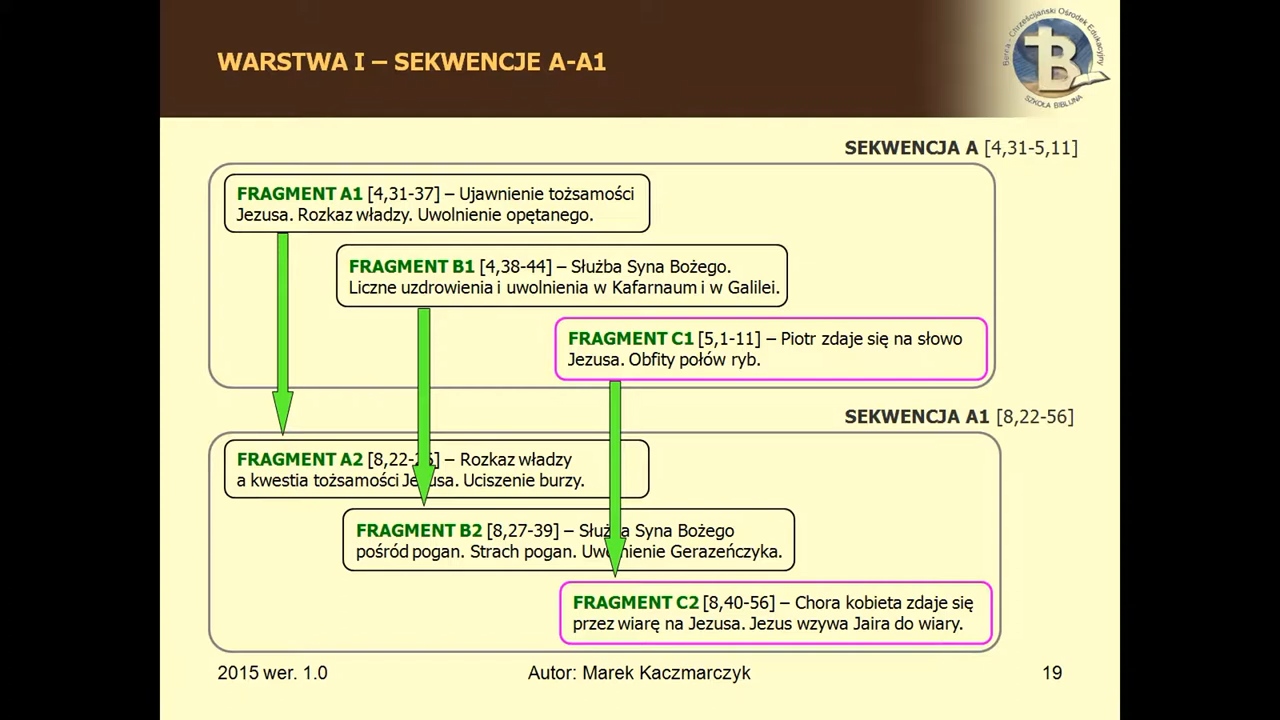 WARSTWA I – SEKWENCJE A-A1
Berea - Chrześcijański Ośrodek Edukacyjny
SZKOŁA BIBLIJNA
SEKWENCJA A [4,31-5,11]
FRAGMENT A1 [4,31-37] – Ujawnienie tożsamości
Jezusa. Rozkaz władzy. Uwolnienie opętanego.
FRAGMENT B1 [4,38-44] – Służba Syna Bożego.
Liczne uzdrowienia i uwolnienia w Kafarnaum i w Galilei.
FRAGMENT C1 [5,1-11] – Piotr zdaje się na słowo
Jezusa. Obfity połów ryb.
SEKWENCJA A1 [8,22-56]
FRAGMENT A2 [8,22-25] – Rozkaz władzy
a kwestia tożsamości Jezusa. Uciszenie burzy.
FRAGMENT B2 [8,27-39] – Służba Syna Bożego
pośród pogan. Strach pogan. Uwolnienie Gerazeńczyka.
FRAGMENT C2 [8,40-56] – Chora kobieta zdaje się
przez wiarę na Jezusa. Jezus wzywa Jaira do wiary.
2015 wer. 1.0
Autor: Marek Kaczmarczyk
19